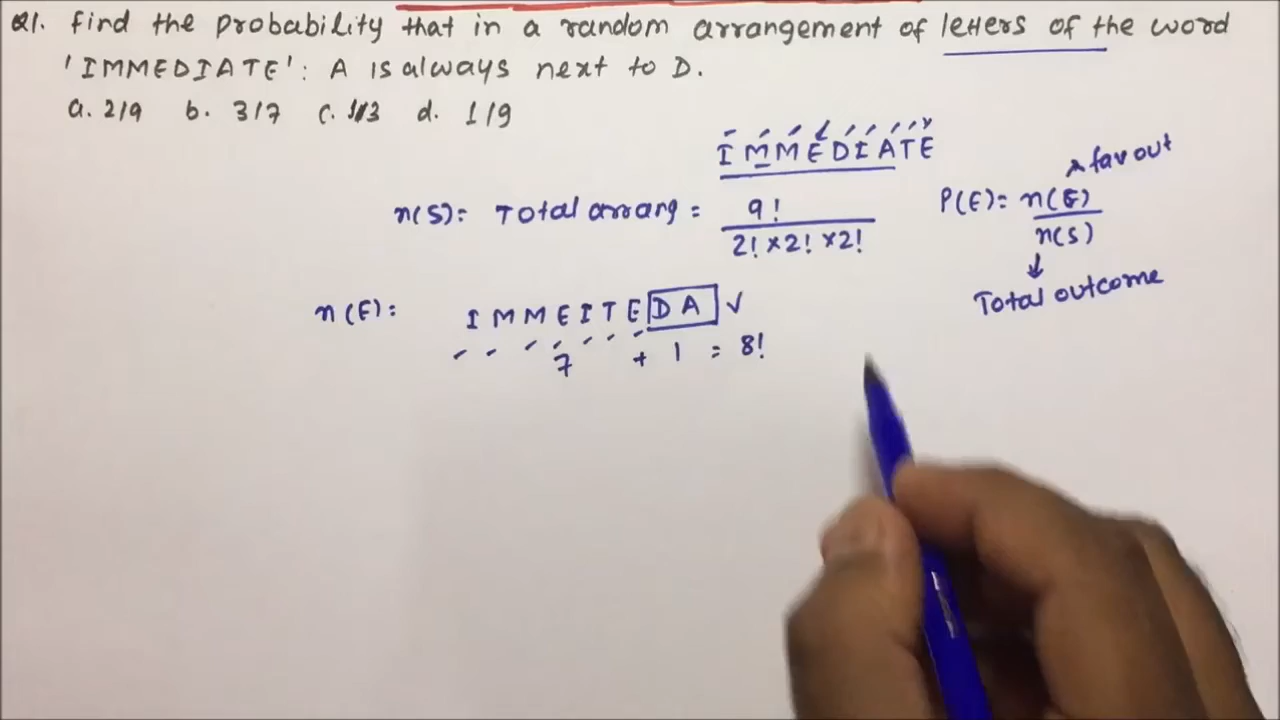 Q1. Find the probability that in a random arrangement of letters of the word
'IMMEDIATE': A is always next to D.
a. 2/9 b. 3/7 c. 1/3 d. 1/9
IMMEDIATE
n(S): Total arrang = 9! / 2! × 2! × 2!
P(E) = n(E) / n(S)
fav out
Total outcome
n(E): IMMEITE DA ✓
7 + 1 = 8!